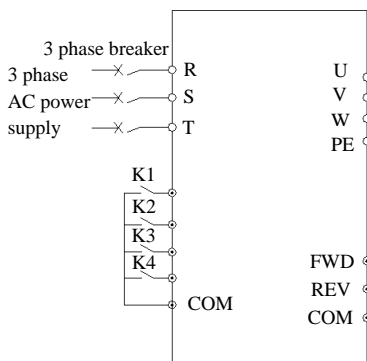 3 phase breaker
3 phase
AC power
supply
R
S
T
K1
K2
K3
K4
COM
U
V
W
PE
FWD
REV
COM